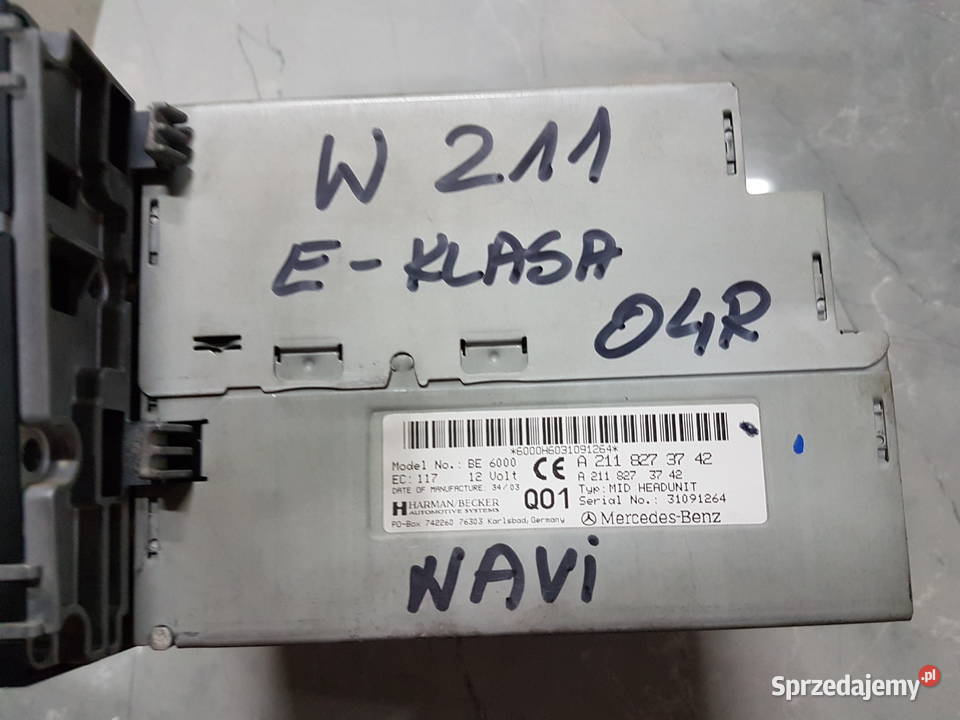 W 211
E-KLASA
04R
*6000H6031091264*
Model No.: BE 6000
EC: 117 12 Volt
DATE OF MANUFACTURE: 34/03
HARMAN/BECKER
AUTOMOTIVE SYSTEMS
PO-Box 742260 76303 Karlsbad, Germany
CE
Q01
A 211 827 37 42
A 211 827 37 42
Typ: MID HEADUNIT
Serial No.: 31091264
Mercedes-Benz
NAVi
Sprzedajemy.pl